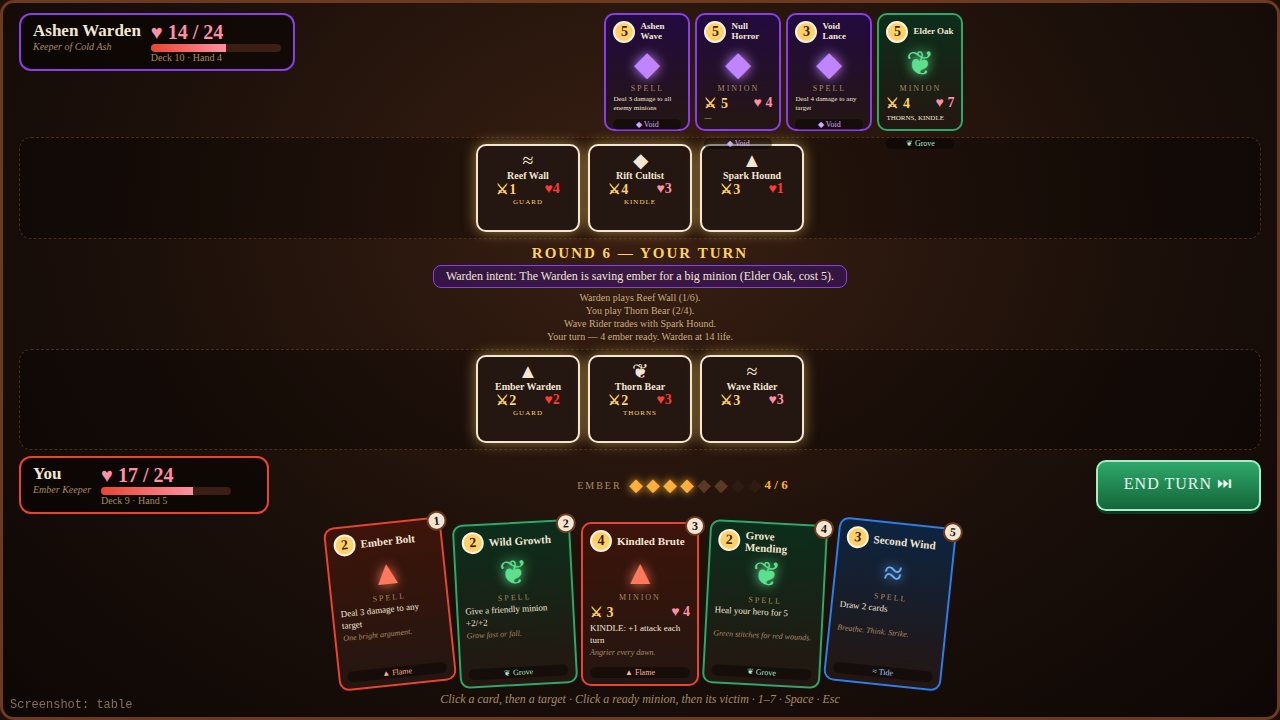 Ashen Warden
♥ 14 / 24
Keeper of Cold Ash
Deck 10 · Hand 4
5 Ashen Wave
SPELL
Deal 3 damage to all enemy minions
◆ Void
5 Null Horror
MINION
⚔ 5 ♥ 4
—
◆ Void
3 Void Lance
SPELL
Deal 4 damage to any target
◆ Void
5 Elder Oak
MINION
⚔ 4 ♥ 7
THORNS, KINDLE
❦ Grove
Reef Wall
⚔1 ♥4
GUARD
Rift Cultist
⚔4 ♥3
KINDLE
Spark Hound
⚔3 ♥1
ROUND 6 — YOUR TURN
Warden intent: The Warden is saving ember for a big minion (Elder Oak, cost 5).
Warden plays Reef Wall (1/6).
You play Thorn Bear (2/4).
Wave Rider trades with Spark Hound.
Your turn — 4 ember ready. Warden at 14 life.
Ember Warden
⚔2 ♥2
GUARD
Thorn Bear
⚔2 ♥3
THORNS
Wave Rider
⚔3 ♥3
You
♥ 17 / 24
Ember Keeper
Deck 9 · Hand 5
EMBER 4 / 6
END TURN ⏭
1
2 Ember Bolt
SPELL
Deal 3 damage to any
target
One bright argument.
▲ Flame
2
2 Wild Growth
SPELL
Give a friendly minion
+2/+2
Grow fast or fall.
❦ Grove
3
4 Kindled Brute
MINION
⚔ 3 ♥ 4
KINDLE: +1 attack each
turn
Angrier every dawn.
▲ Flame
4
2 Grove
Mending
SPELL
Heal your hero for 5
Green stitches for red wounds.
❦ Grove
5
3 Second Wind
SPELL
Draw 2 cards
Breathe. Think. Strike.
≈ Tide
Click a card, then a target · Click a ready minion, then its victim · 1–7 · Space · Esc
Screenshot: table